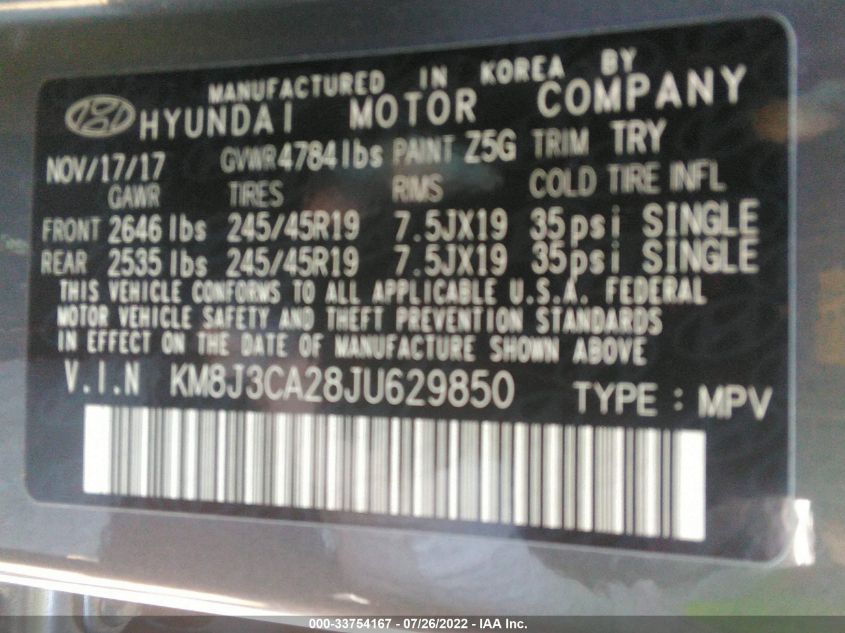 MANUFACTURED IN KOREA BY
HYUNDAI MOTOR COMPANY
NOV/17/17 GVWR 4784 lbs PAINT Z5G TRIM TRY
GAWR TIRES RIMS COLD TIRE INFL
FRONT 2646 lbs 245/45R19 7.5JX19 35psi SINGLE
REAR 2535 lbs 245/45R19 7.5JX19 35psi SINGLE
THIS VEHICLE CONFORMS TO ALL APPLICABLE U.S.A. FEDERAL
MOTOR VEHICLE SAFETY AND THEFT PREVENTION STANDARDS
IN EFFECT ON THE DATE OF MANUFACTURE SHOWN ABOVE
V.I.N KM8J3CA28JU629850 TYPE : MPV
000-33754167 - 07/26/2022 - © IAA Inc.